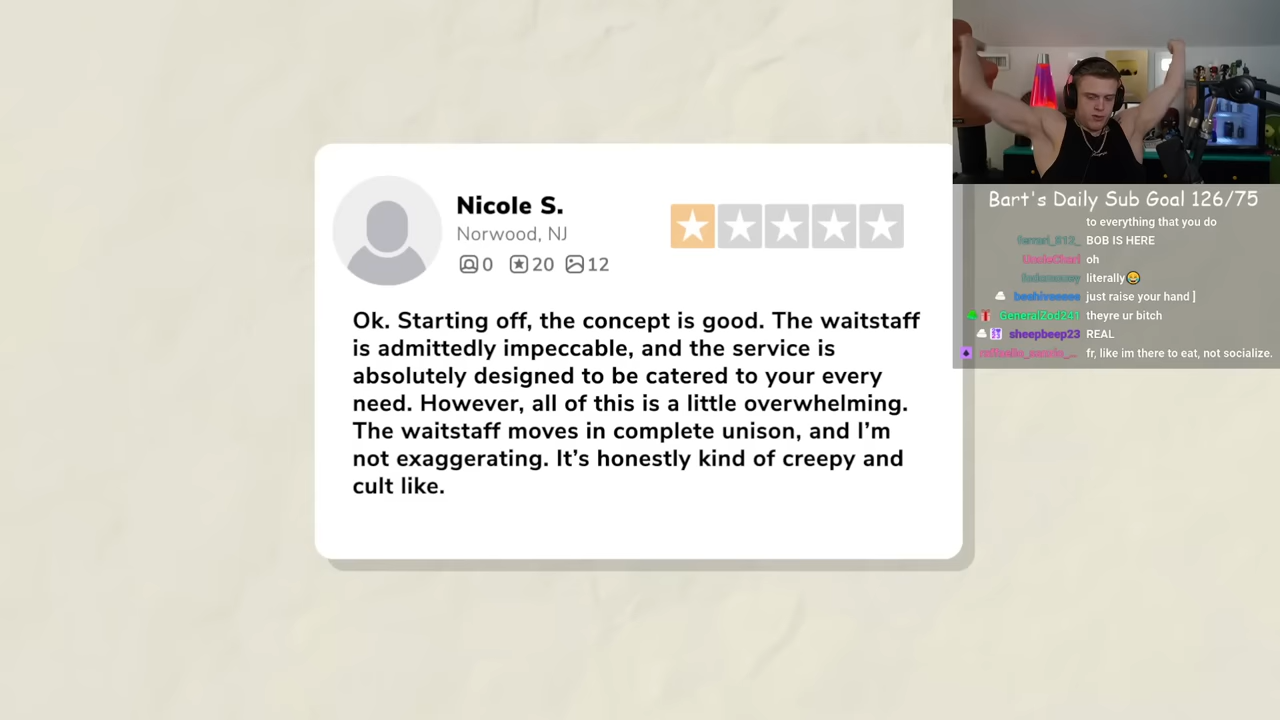 Nicole S.
Norwood, NJ
0 20 12
Ok. Starting off, the concept is good. The waitstaff
is admittedly impeccable, and the service is
absolutely designed to be catered to your every
need. However, all of this is a little overwhelming.
The waitstaff moves in complete unison, and I’m
not exaggerating. It’s honestly kind of creepy and
cult like.
Bart's Daily Sub Goal 126/75
to everything that you do
BOB IS HERE
oh
literally😂
just raise your hand ]
GeneralZod241 theyre ur bitch
sheepbeep23 REAL
fr, like im there to eat, not socialize.